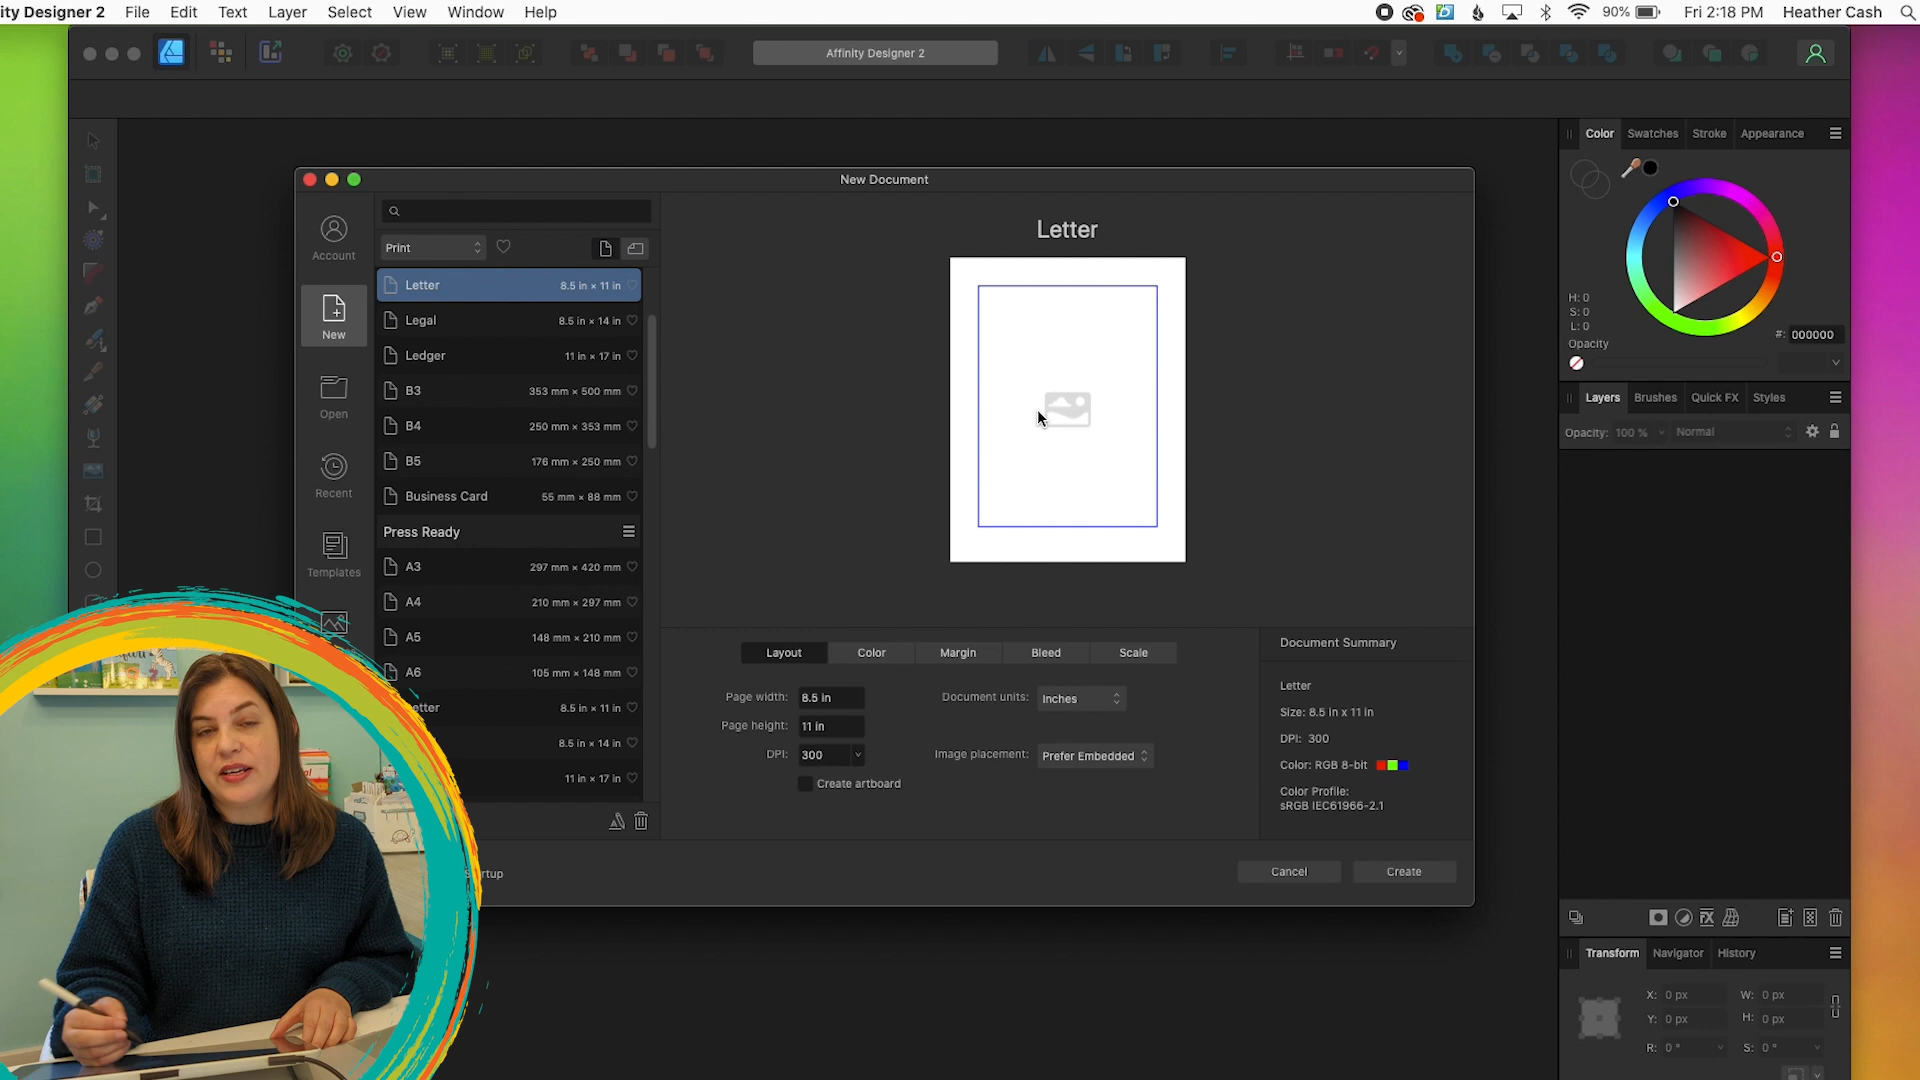 ity Designer 2 File Edit Text Layer Select View Window Help 90% Fri 2:18 PM Heather Cash
Affinity Designer 2
New Document
Account
New
Open
Recent
Templates
Print
Letter 8.5 in × 11 in
Legal 8.5 in × 14 in
Ledger 11 in × 17 in
B3 353 mm × 500 mm
B4 250 mm × 353 mm
B5 176 mm × 250 mm
Business Card 55 mm × 88 mm
Press Ready
A3 297 mm × 420 mm
A4 210 mm × 297 mm
A5 148 mm × 210 mm
A6 105 mm × 148 mm
etter 8.5 in × 11 in
8.5 in × 14 in
11 in × 17 in
Letter
Layout Color Margin Bleed Scale
Page width: 8.5 in Document units: Inches
Page height: 11 in
DPI: 300 Image placement: Prefer Embedded
Create artboard
Document Summary
Letter
Size: 8.5 in x 11 in
DPI: 300
Color: RGB 8-bit
Color Profile:
sRGB IEC61966-2.1
Cancel Create
Color Swatches Stroke Appearance
H: 0
S: 0
L: 0
#: 000000
Opacity
Layers Brushes Quick FX Styles
Opacity: 100 % Normal
Transform Navigator History
X: 0 px W: 0 px
Y: 0 px H: 0 px
R: 0 ° S: 0 °